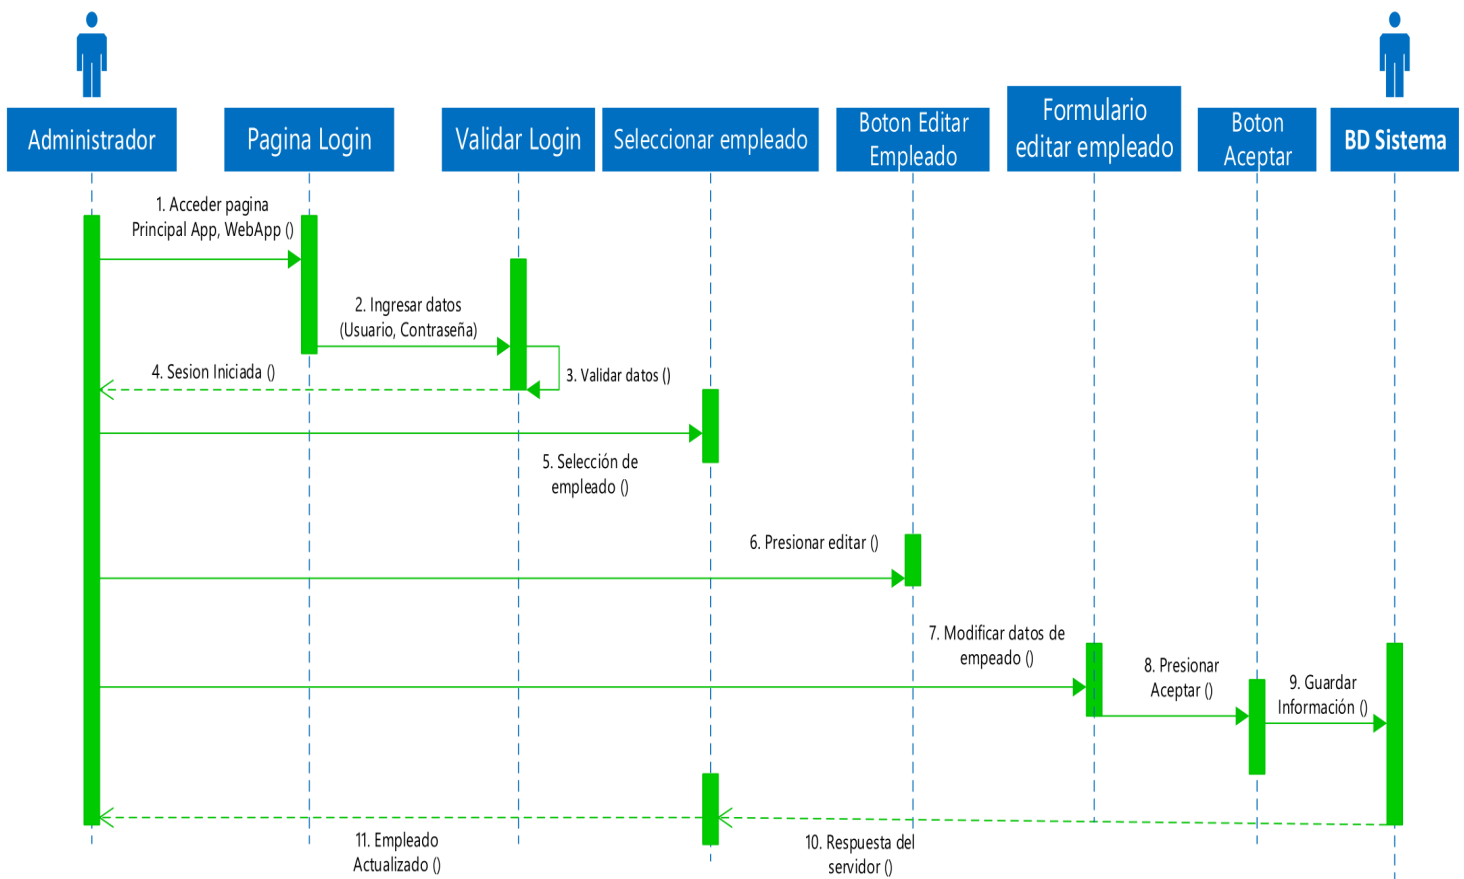 Administrador
Pagina Login
Validar Login
Seleccionar empleado
Boton Editar
Empleado
Formulario
editar empleado
Boton
Aceptar
BD Sistema
1. Acceder pagina
Principal App, WebApp ()
2. Ingresar datos
(Usuario, Contraseña)
3. Validar datos ()
4. Sesion Iniciada ()
5. Selección de
empleado ()
6. Presionar editar ()
7. Modificar datos de
empeado ()
8. Presionar
Aceptar ()
9. Guardar
Información ()
10. Respuesta del
servidor ()
11. Empleado
Actualizado ()